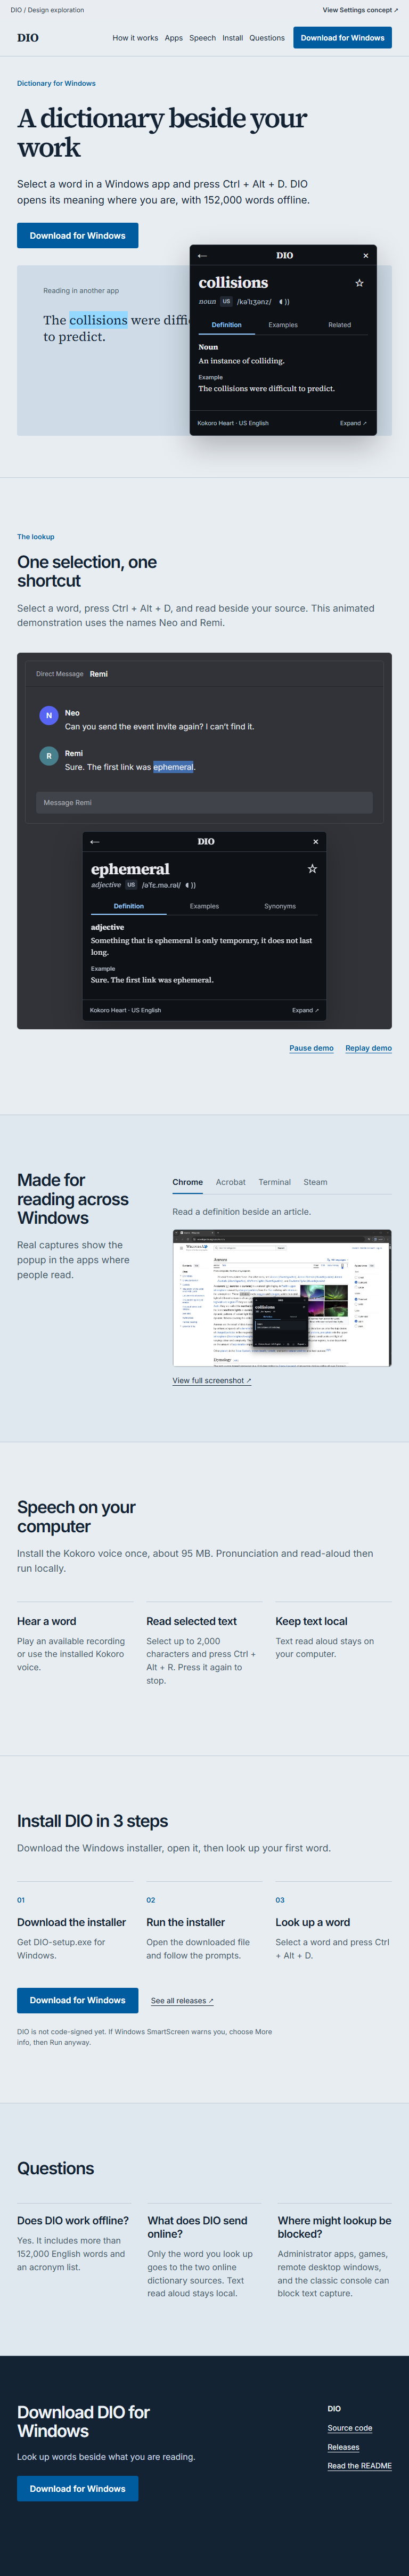 DIO / Design exploration
View Settings concept ↗
DIO
How it works
Apps
Speech
Install
Questions
Download for Windows
Dictionary for Windows
A dictionary beside your
work
Select a word in a Windows app and press Ctrl + Alt + D. DIO
opens its meaning where you are, with 152,000 words offline.
Download for Windows
Reading in another app
The collisions were diffi
to predict.
← DIO ×
collisions ☆
noun US /kəˈlɪʒənz/
Definition Examples Related
Noun
An instance of colliding.
Example
The collisions were difficult to predict.
Kokoro Heart · US English
Expand ↗
The lookup
One selection, one
shortcut
Select a word, press Ctrl + Alt + D, and read beside your source. This animated
demonstration uses the names Neo and Remi.
Direct Message Remi
N
Neo
Can you send the event invite again? I can't find it.
R
Remi
Sure. The first link was ephemeral.
Message Remi
← DIO ×
ephemeral ☆
adjective US /əˈfɛ.mə.rəl/
Definition Examples Synonyms
adjective
Something that is ephemeral is only temporary, it does not last
long.
Example
Sure. The first link was ephemeral.
Kokoro Heart · US English
Expand ↗
Pause demo
Replay demo
Made for
reading across
Windows
Real captures show the
popup in the apps where
people read.
Chrome Acrobat Terminal Steam
Read a definition beside an article.
collisions
View full screenshot ↗
Speech on your
computer
Install the Kokoro voice once, about 95 MB. Pronunciation and read-aloud then
run locally.
Hear a word
Play an available recording
or use the installed Kokoro
voice.
Read selected text
Select up to 2,000
characters and press Ctrl +
Alt + R. Press it again to
stop.
Keep text local
Text read aloud stays on
your computer.
Install DIO in 3 steps
Download the Windows installer, open it, then look up your first word.
01
Download the installer
Get DIO-setup.exe for
Windows.
02
Run the installer
Open the downloaded file
and follow the prompts.
03
Look up a word
Select a word and press Ctrl
+ Alt + D.
Download for Windows
See all releases ↗
DIO is not code-signed yet. If Windows SmartScreen warns you, choose More
info, then Run anyway.
Questions
Does DIO work offline?
Yes. It includes more than
152,000 English words and
an acronym list.
What does DIO send
online?
Only the word you look up
goes to the two online
dictionary sources. Text
read aloud stays local.
Where might lookup be
blocked?
Administrator apps, games,
remote desktop windows,
and the classic console can
block text capture.
Download DIO for
Windows
Look up words beside what you are reading.
Download for Windows
DIO
Source code
Releases
Read the README